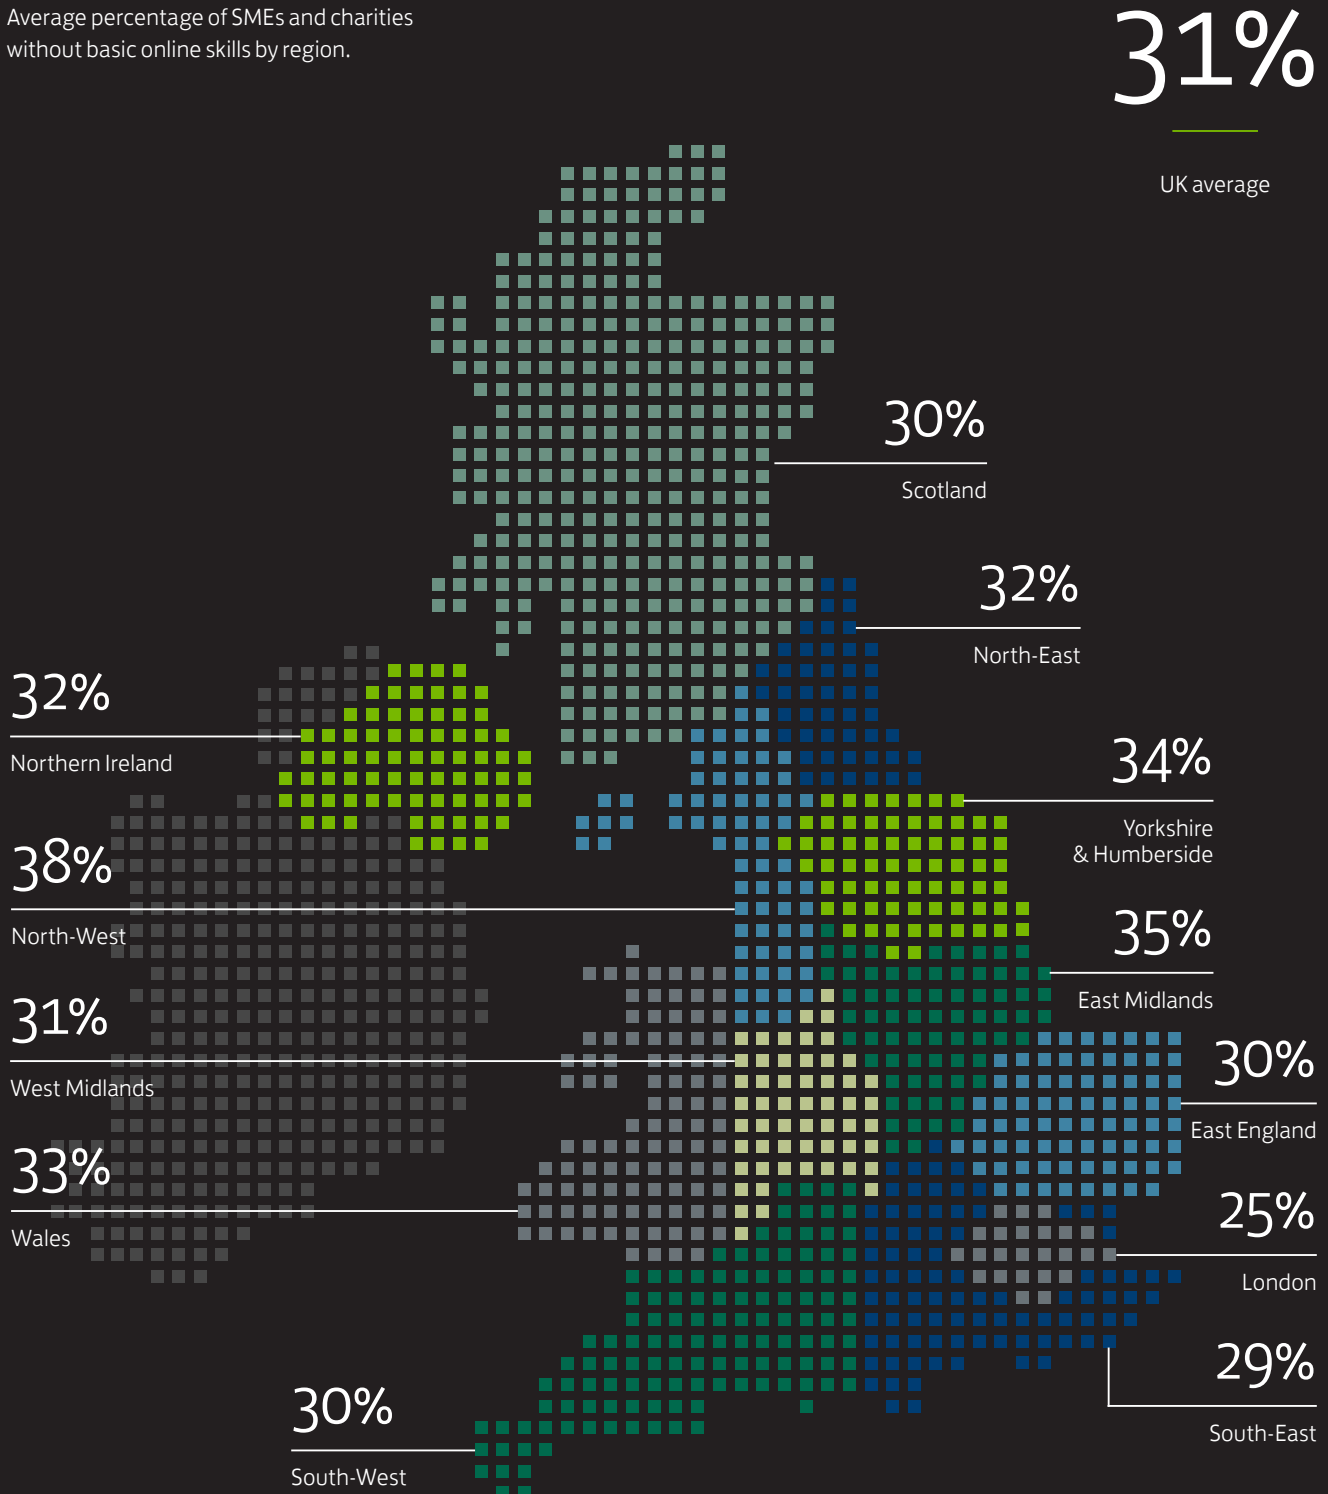 Average percentage of SMEs and charities
without basic online skills by region.
31%
UK average
30%
Scotland
32%
North-East
32%
Northern Ireland
34%
Yorkshire
& Humberside
38%
North-West
35%
East Midlands
31%
West Midlands
30%
East England
33%
Wales
25%
London
29%
South-East
30%
South-West